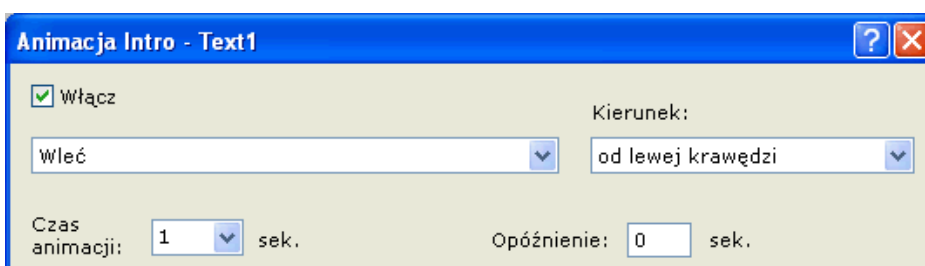 Animacja Intro - Text1
Włącz
Kierunek:
Wleć
od lewej krawędzi
Czas
animacji: 1 sek. Opóźnienie: 0 sek.